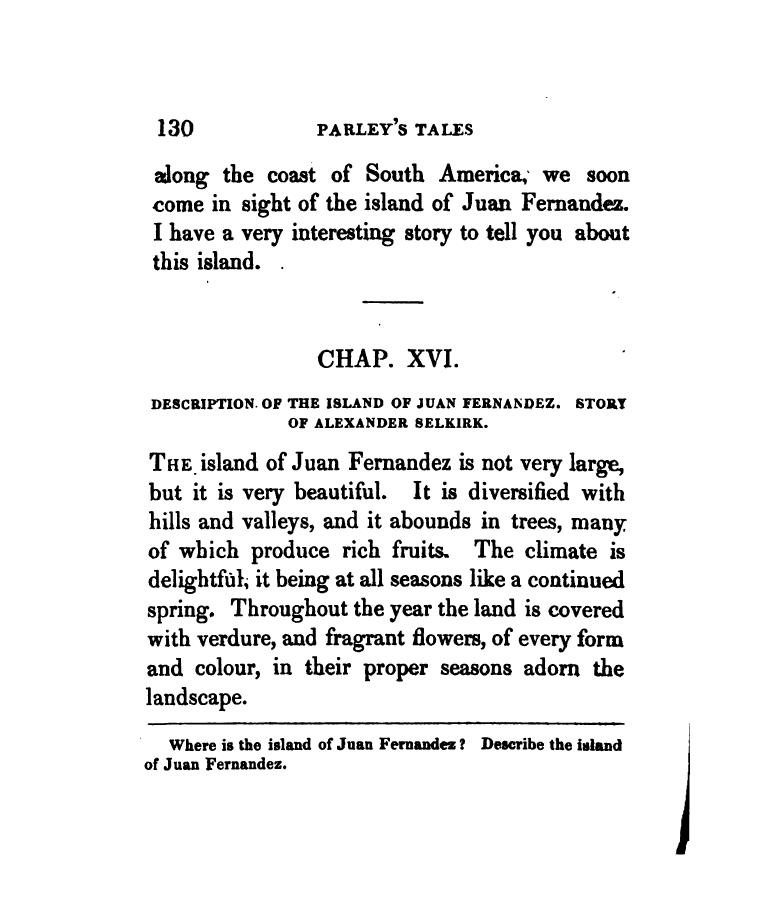 130 PARLEY'S TALES
along the coast of South America, we soon
come in sight of the island of Juan Fernandez.
I have a very interesting story to tell you about
this island.
CHAP. XVI.
DESCRIPTION OF THE ISLAND OF JUAN FERNANDEZ. STORY
OF ALEXANDER SELKIRK.
THE island of Juan Fernandez is not very large,
but it is very beautiful. It is diversified with
hills and valleys, and it abounds in trees, many
of which produce rich fruits. The climate is
delightful, it being at all seasons like a continued
spring. Throughout the year the land is covered
with verdure, and fragrant flowers, of every form
and colour, in their proper seasons adorn the
landscape.
Where is the island of Juan Fernandez? Describe the island
of Juan Fernandez.